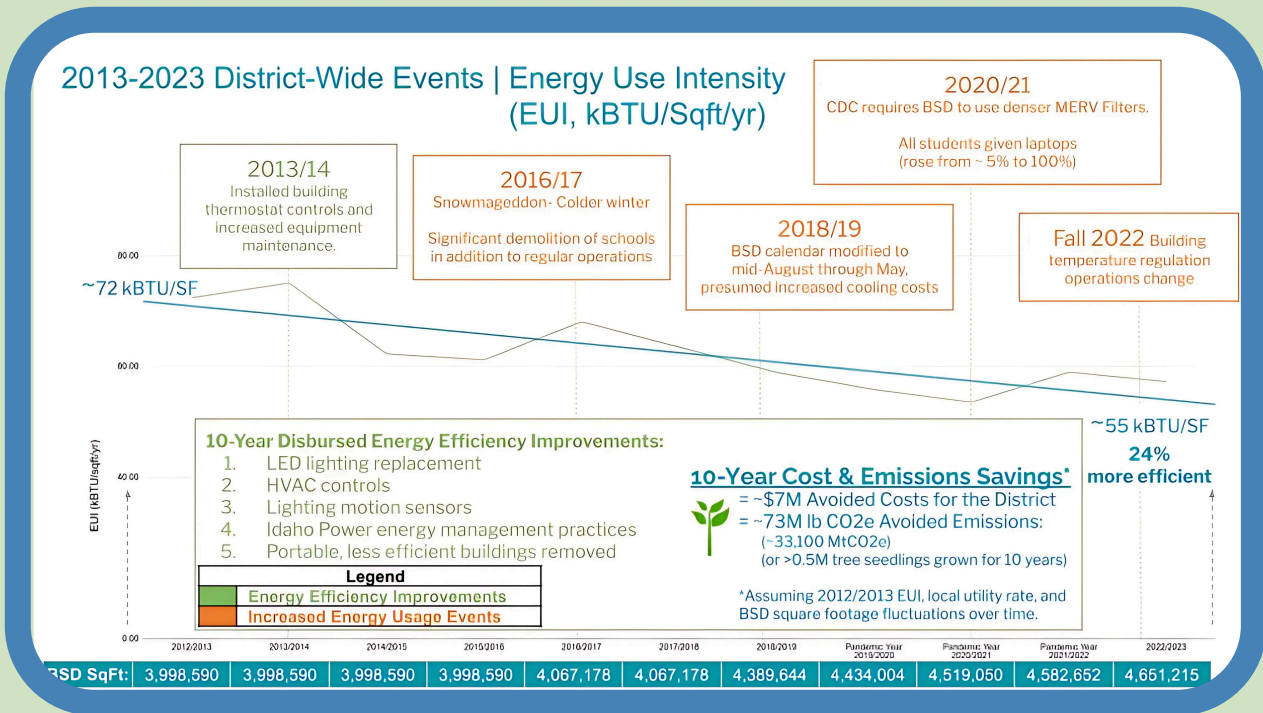 2013-2023 District-Wide Events | Energy Use Intensity
(EUI, kBTU/Sqft/yr)
2013/14
Installed building
thermostat controls and
increased equipment
maintenance.
2016/17
Snowmageddon- Colder winter
Significant demolition of schools
in addition to regular operations
2018/19
BSD calendar modified to
mid-August through May,
presumed increased cooling costs
2020/21
CDC requires BSD to use denser MERV Filters.
All students given laptops
(rose from ~ 5% to 100%)
Fall 2022 Building
temperature regulation
operations change
80.00
~72 kBTU/SF
60.00
40.00
0.00
EUI (kBTU/sqft/yr)
~55 kBTU/SF
24%
more efficient
10-Year Disbursed Energy Efficiency Improvements:
1. LED lighting replacement
2. HVAC controls
3. Lighting motion sensors
4. Idaho Power energy management practices
5. Portable, less efficient buildings removed
Legend
Energy Efficiency Improvements
Increased Energy Usage Events
10-Year Cost & Emissions Savings*
= ~$7M Avoided Costs for the District
= ~73M lb CO2e Avoided Emissions:
(~33,100 MtCO2e)
(or >0.5M tree seedlings grown for 10 years)
*Assuming 2012/2013 EUI, local utility rate, and
BSD square footage fluctuations over time.
2012/2013 2013/2014 2014/2015 2015/2016 2016/2017 2017/2018 2018/2019 Pandemic Year 2019/2020 Pandemic Year 2020/2021 Pandemic Year 2021/2022 2022/2023
BSD SqFt: 3,998,590 3,998,590 3,998,590 3,998,590 4,067,178 4,067,178 4,389,644 4,434,004 4,519,050 4,582,652 4,651,215